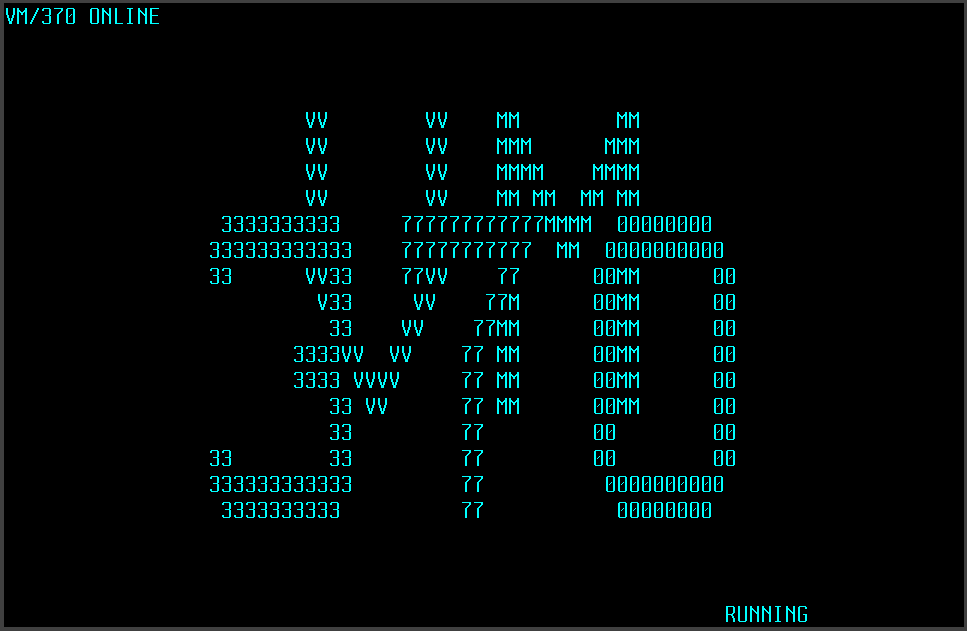 VM/370 ONLINE
        VV        VV    MM        MM
        VV        VV    MMM      MMM
        VV        VV    MMMM    MMMM
        VV        VV    MM MM  MM MM
 3333333333     777777777777MMMM  00000000
333333333333    77777777777  MM  0000000000
33      VV33    77VV    77      00MM      00
         V33     VV    77M      00MM      00
          33    VV    77MM      00MM      00
       3333VV  VV    77 MM      00MM      00
       3333 VVVV     77 MM      00MM      00
          33 VV      77 MM      00MM      00
          33         77         00        00
33        33         77         00        00
333333333333         77          0000000000
 3333333333          77           00000000
RUNNING